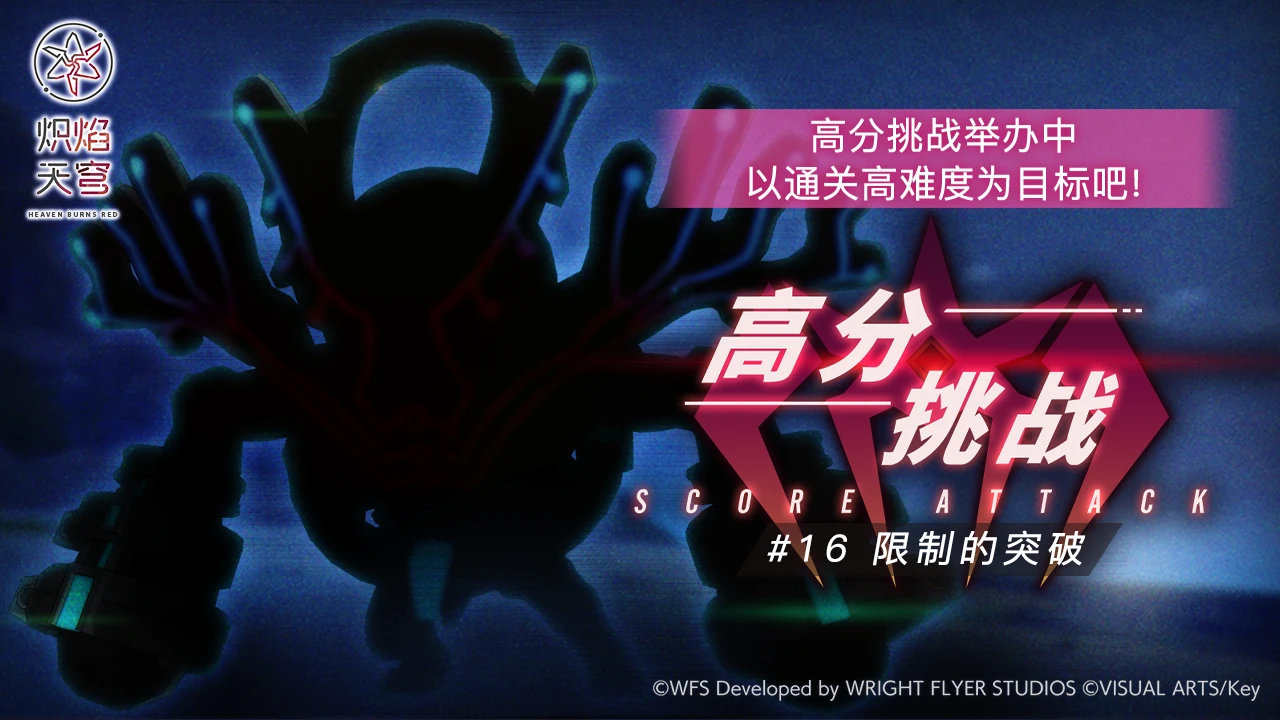 炽焰
天穹
HEAVEN BURNS RED
高分挑战举办中
以通关高难度为目标吧!
高分
挑战
SCORE ATTACK
#16 限制的突破
©WFS Developed by WRIGHT FLYER STUDIOS ©VISUAL ARTS/Key